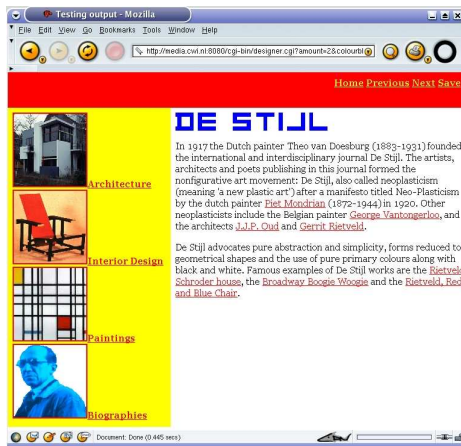 Testing output - Mozilla
File Edit View Go Bookmarks Tools Window Help
http://media.cwi.nl:8080/cgi-bin/designer.cgi?amount=2&colourbl
Home Previous Next Save
DE STIJL
Architecture
Interior Design
Paintings
Biographies
In 1917 the Dutch painter Theo van Doesburg (1883-1931) founded
the international and interdisciplinary journal De Stijl. The artists,
architects and poets publishing in this journal formed the
nonfigurative art movement: De Stijl, also called neoplasticism
(meaning 'a new plastic art') after a manifesto titled Neo-Plasticism
by the dutch painter Piet Mondrian (1872-1944) in 1920. Other
neoplasticists include the Belgian painter George Vantongerloo, and
the architects J.J.P. Oud and Gerrit Rietveld.
De Stijl advocates pure abstraction and simplicity, forms reduced to
geometrical shapes and the use of pure primary colours along with
black and white. Famous examples of De Stijl works are the Rietveld
Schroder house, the Broadway Boogie Woogie and the Rietveld, Red
and Blue Chair.
Document: Done (0.445 secs)